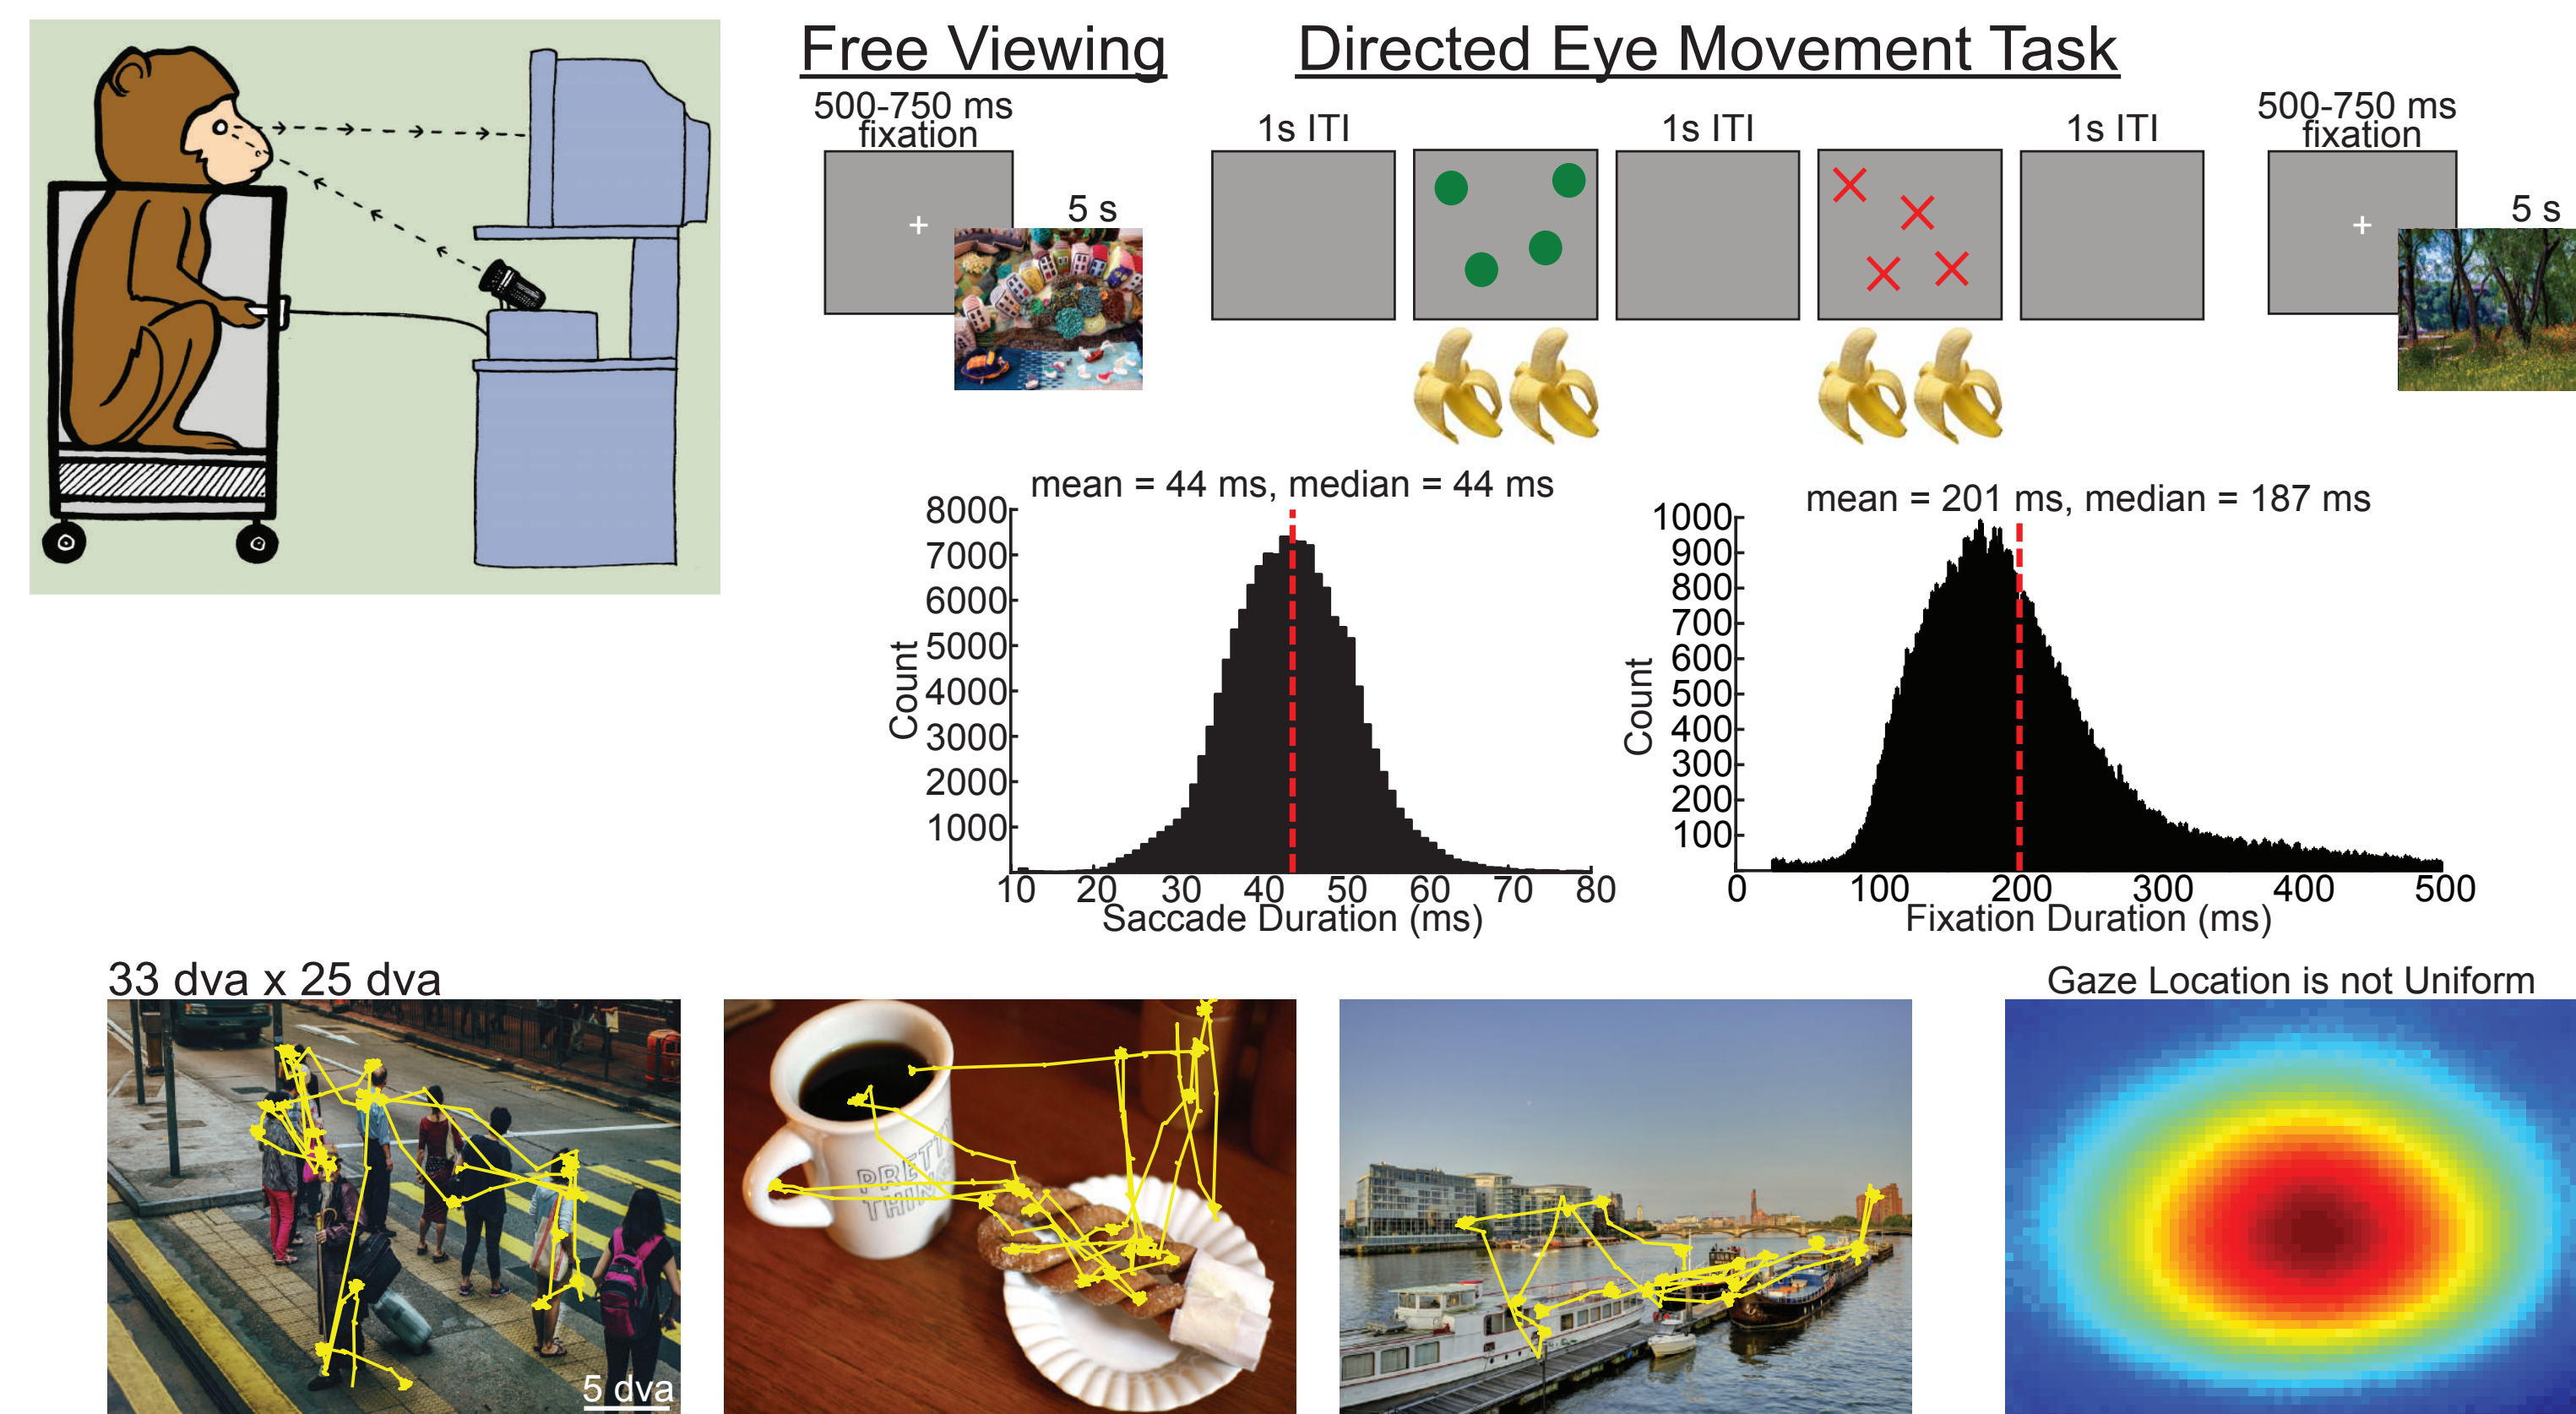 Free Viewing
Directed Eye Movement Task
500-750 ms
fixation
5 s
1s ITI
1s ITI
1s ITI
500-750 ms
fixation
5 s
mean = 44 ms, median = 44 ms
8000
7000
6000
5000
4000
3000
2000
1000
Count
10 20 30 40 50 60 70 80
Saccade Duration (ms)
mean = 201 ms, median = 187 ms
1000
900
800
700
600
500
400
300
200
100
Count
0 100 200 300 400 500
Fixation Duration (ms)
33 dva x 25 dva
5 dva
PRETTY
THIN
Gaze Location is not Uniform